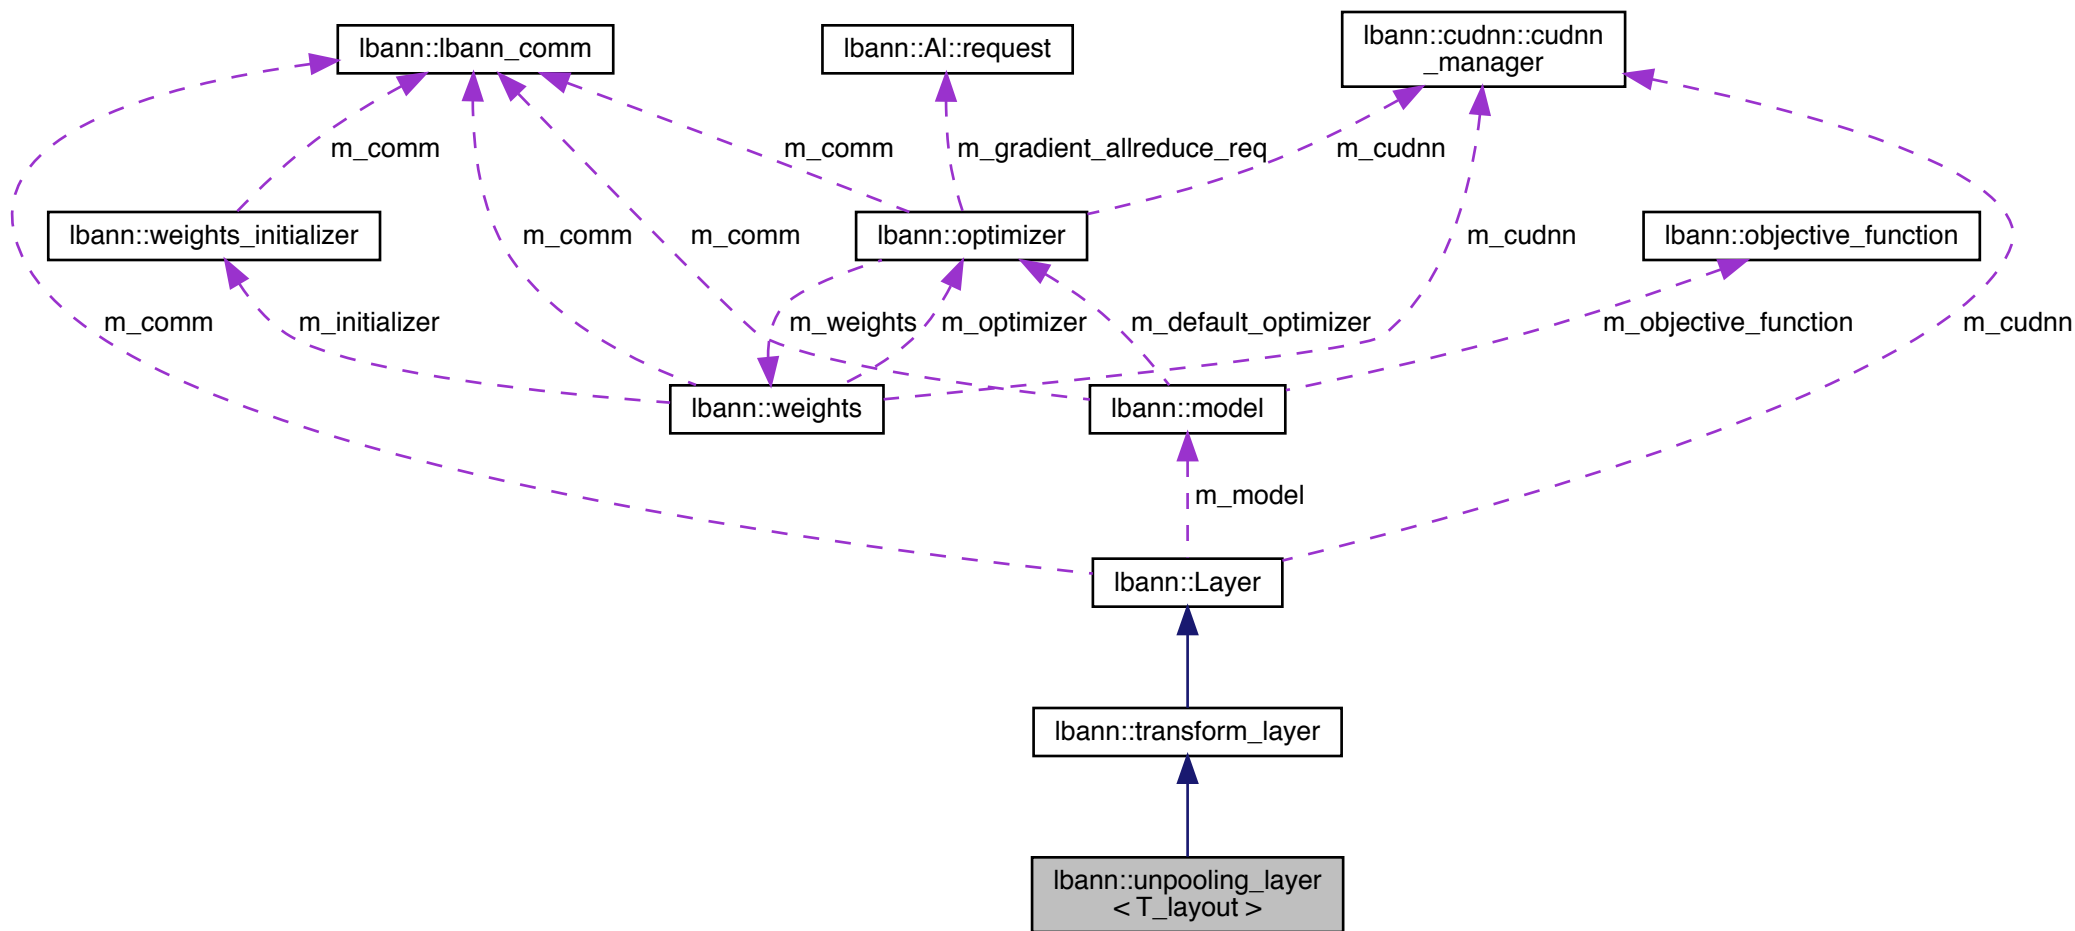 lbann::lbann_comm
lbann::Al::request
lbann::cudnn::cudnn
_manager
m_comm
m_comm
m_gradient_allreduce_req
m_cudnn
lbann::weights_initializer
m_comm
m_comm
lbann::optimizer
m_cudnn
lbann::objective_function
m_comm
m_initializer
m_weights
m_optimizer
m_default_optimizer
m_objective_function
m_cudnn
lbann::weights
lbann::model
m_model
lbann::Layer
lbann::transform_layer
lbann::unpooling_layer
< T_layout >